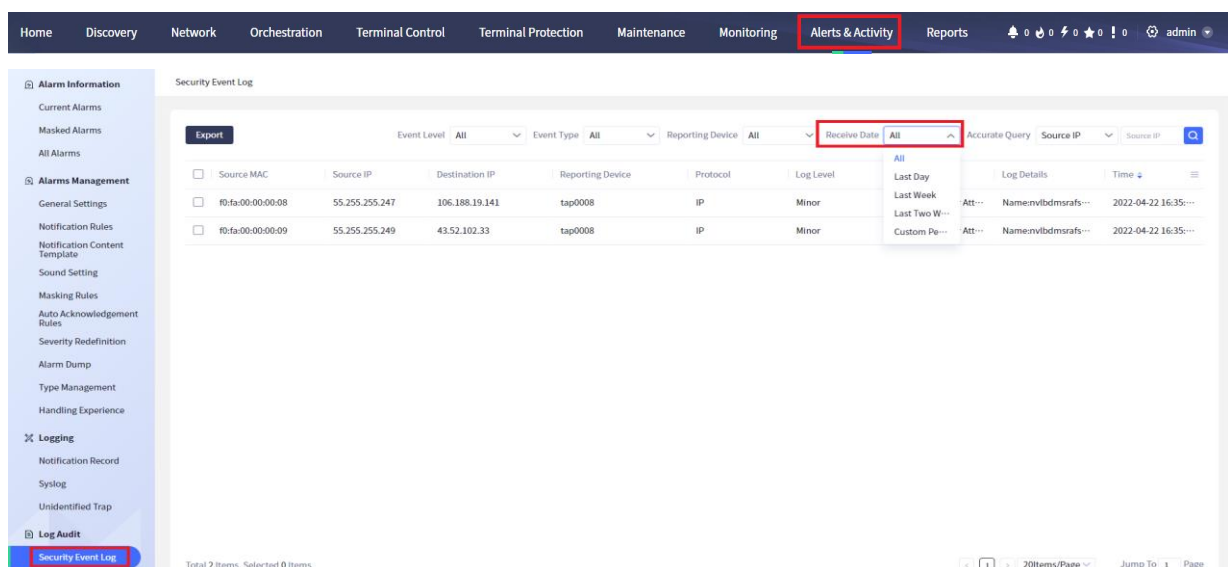 Home Discovery Network Orchestration Terminal Control Terminal Protection Maintenance Monitoring Alerts & Activity Reports 0 0 0 0 0 admin
Alarm Information
Current Alarms
Masked Alarms
All Alarms
Alarms Management
General Settings
Notification Rules
Notification Content
Template
Sound Setting
Masking Rules
Auto Acknowledgement
Rules
Severity Redefinition
Alarm Dump
Type Management
Handling Experience
Logging
Notification Record
Syslog
Unidentified Trap
Log Audit
Security Event Log
Security Event Log
Export Event Level All Event Type All Reporting Device All Receive Date All Accurate Query Source IP Source IP
All
Last Day
Last Week
Last Two W···
Custom Pe···
Source MAC Source IP Destination IP Reporting Device Protocol Log Level Log Details Time
f0:fa:00:00:00:08 55.255.255.247 106.188.19.141 tap0008 IP Minor Att··· Name:nvlbdmsrafs··· 2022-04-22 16:35:···
f0:fa:00:00:00:09 55.255.255.249 43.52.102.33 tap0008 IP Minor Att··· Name:nvlbdmsrafs··· 2022-04-22 16:35:···
Total 2 Items, Selected 0 Items. 1 20Items/Page Jump To 1 Page